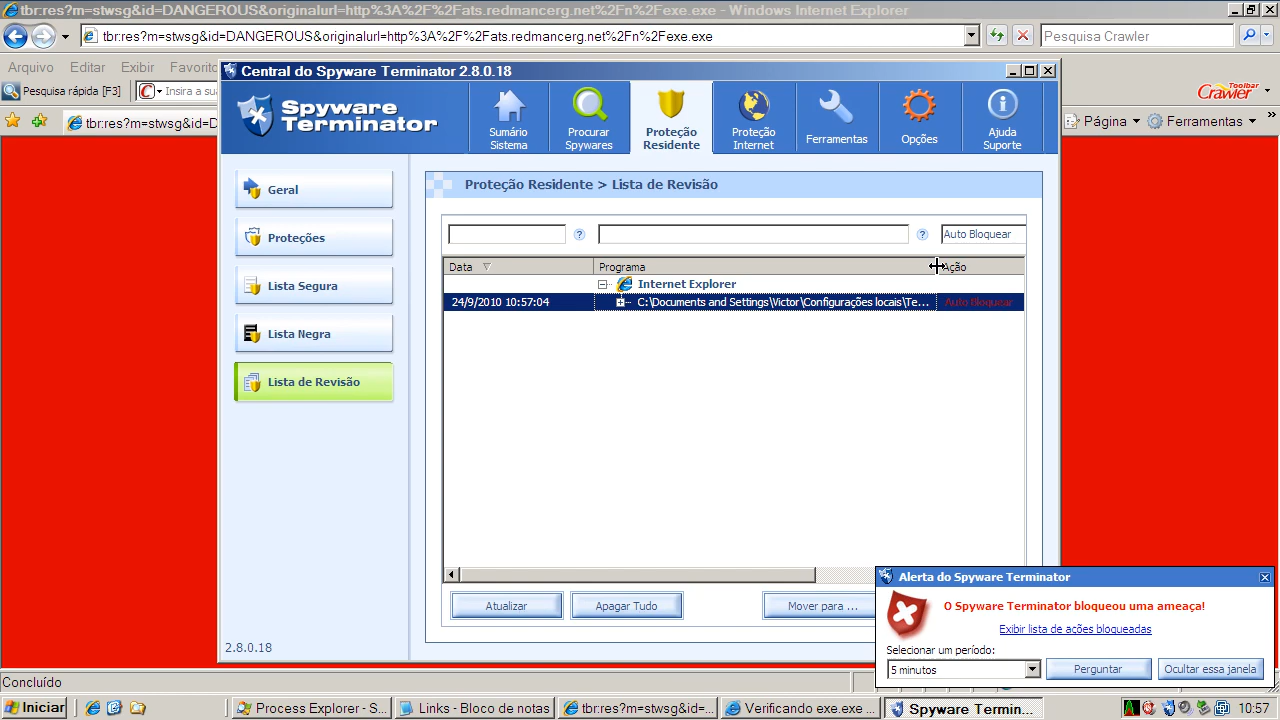 tbr:res?m=stwsg&id=DANGEROUS&originalurl=http%3A%2F%2Fats.redmancerg.net%2Fn%2Fexe.exe - Windows Internet Explorer
tbr:res?m=stwsg&id=DANGEROUS&originalurl=http%3A%2F%2Fats.redmancerg.net%2Fn%2Fexe.exe
Pesquisa Crawler
Arquivo Editar Exibir Favorito
Pesquisa rápida [F3]
Insira a sua
Crawler Toolbar
tbr:res?m=stwsg&id=D
Página
Ferramentas
Central do Spyware Terminator 2.8.0.18
Spyware
Terminator
Sumário
Sistema
Procurar
Spywares
Proteção
Residente
Proteção
Internet
Ferramentas
Opções
Ajuda
Suporte
Geral
Proteções
Lista Segura
Lista Negra
Lista de Revisão
2.8.0.18
Proteção Residente > Lista de Revisão
Auto Bloquear
Data Programa Ação
Internet Explorer
24/9/2010 10:57:04 C:\Documents and Settings\Victor\Configurações locais\Te... Auto Bloquear
Atualizar
Apagar Tudo
Mover para ...
Alerta do Spyware Terminator
O Spyware Terminator bloqueou uma ameaça!
Exibir lista de ações bloqueadas
Selecionar um período:
5 minutos
Perguntar
Ocultar essa janela
Concluído
Iniciar
Process Explorer - S...
Links - Bloco de notas
tbr:res?m=stwsg&id=...
Verificando exe.exe ...
Spyware Termin...
10:57